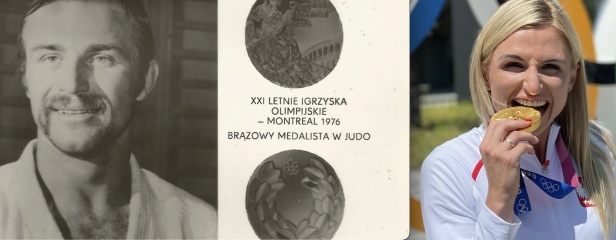 XXI LETNIE IGRZYSKA
OLIMPIJSKIE
– MONTREAL 1976
BRĄZOWY MEDALISTA W JUDO